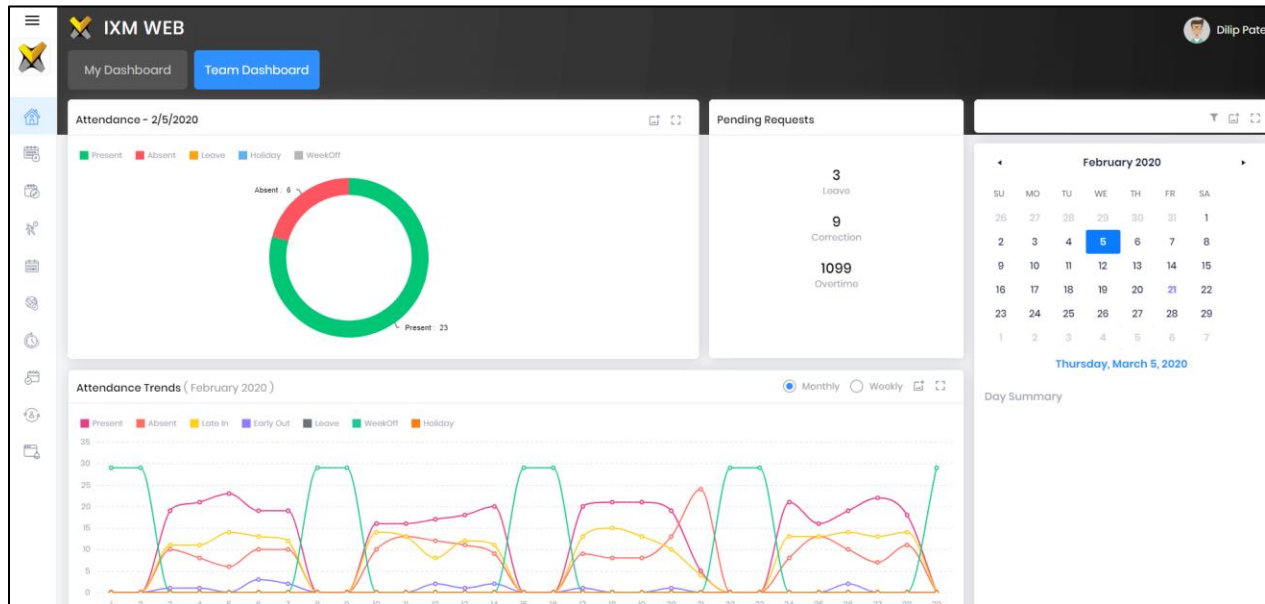 IXM WEB
Dilip Pate
My Dashboard
Team Dashboard
Attendance - 2/5/2020
Present Absent Leave Holiday WeekOff
Absent : 6
Present : 23
Pending Requests
3
Leave
9
Correction
1099
Overtime
February 2020
SU MO TU WE TH FR SA
26 27 28 29 30 31 1
2 3 4 5 6 7 8
9 10 11 12 13 14 15
16 17 18 19 20 21 22
23 24 25 26 27 28 29
1 2 3 4 5 6 7
Thursday, March 5, 2020
Day Summary
Attendance Trends ( February 2020 )
Monthly Weekly
Present Absent Late In Early Out Leave WeekOff Holiday
35
30
25
20
15
10
5
0